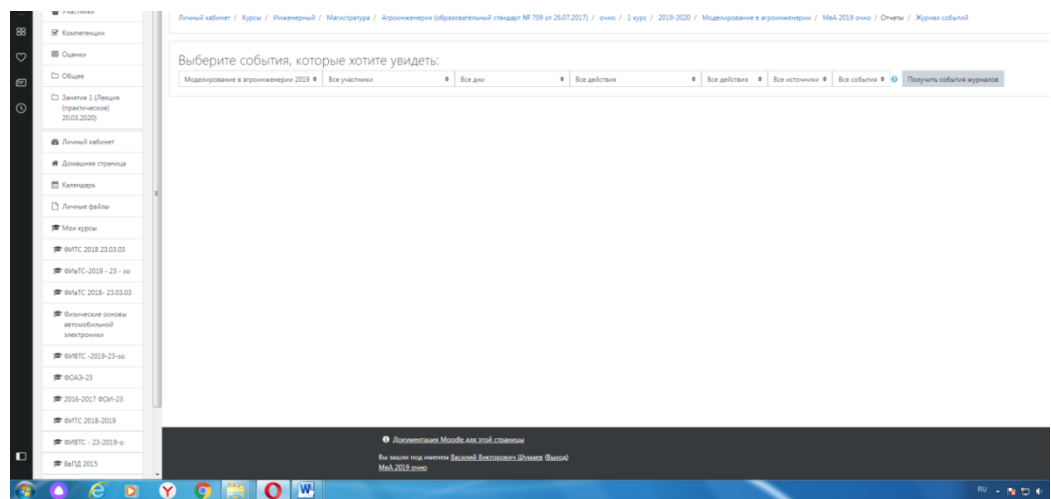 Участники
Личный кабинет / Курсы / Инженерный / Магистратура / Агроинженерия (образовательный стандарт № 709 от 26.07.2017) / очно / 1 курс / 2019-2020 / Моделирование в агроинженерии / МвА 2019 очно / Отчеты / Журнал событий
Компетенции
Оценки
Выберите события, которые хотите увидеть:
Общее
Моделирование в агроинженерии 2019 Все участники Все дни Все действия Все действия Все источники Все события Получить события журналов
Занятие 1 (Лекция
(практическое)
20.03.2020)
Личный кабинет
Домашняя страница
Календарь
Личные файлы
Мои курсы
ФИТС 2018 23.03.03
ФИвТС-2019 - 23 - зо
ФИвТС 2018- 23.03.03
Физические основы
автомобильной
электроники
ФИВТС -2019-23-зо
ФОАЭ-23
2016-2017 ФОИ-23
ФИТС 2018-2019
ФИВТС - 23-2019-о
ВвПД 2015
Документация Moodle для этой страницы
Вы зашли под именем Василий Викторович Шумаев (Выход)
МвА 2019 очно
RU